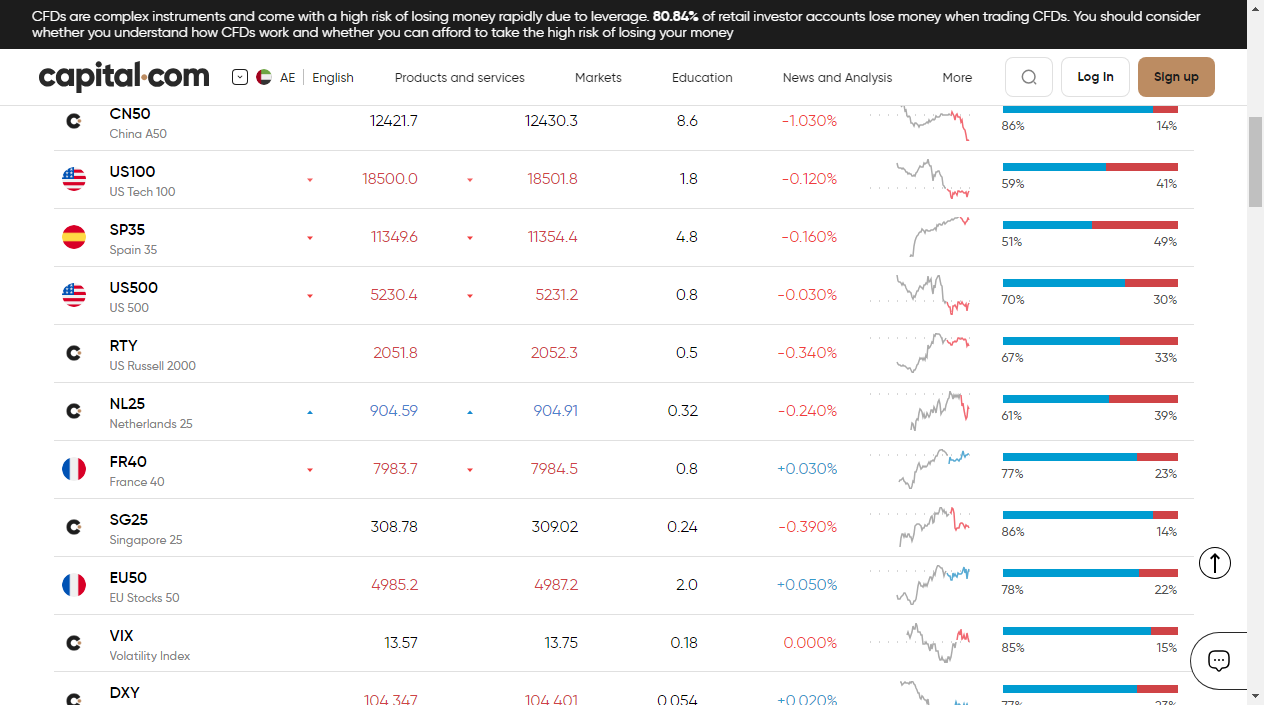 CFDs are complex instruments and come with a high risk of losing money rapidly due to leverage. 80.84% of retail investor accounts lose money when trading CFDs. You should consider
whether you understand how CFDs work and whether you can afford to take the high risk of losing your money
capital.com AE English Products and services Markets Education News and Analysis More Log In Sign up
CN50 12421.7 12430.3 8.6 -1.030%
China A50 86% 14%
US100 18500.0 18501.8 1.8 -0.120%
US Tech 100 59% 41%
SP35 11349.6 11354.4 4.8 -0.160%
Spain 35 51% 49%
US500 5230.4 5231.2 0.8 -0.030%
US 500 70% 30%
RTY 2051.8 2052.3 0.5 -0.340%
US Russell 2000 67% 33%
NL25 904.59 904.91 0.32 -0.240%
Netherlands 25 61% 39%
FR40 7983.7 7984.5 0.8 +0.030%
France 40 77% 23%
SG25 308.78 309.02 0.24 -0.390%
Singapore 25 86% 14%
EU50 4985.2 4987.2 2.0 +0.050%
EU Stocks 50 78% 22%
VIX 13.57 13.75 0.18 0.000%
Volatility Index 85% 15%
DXY 104.347 104.401 0.054 +0.020%
77% 23%